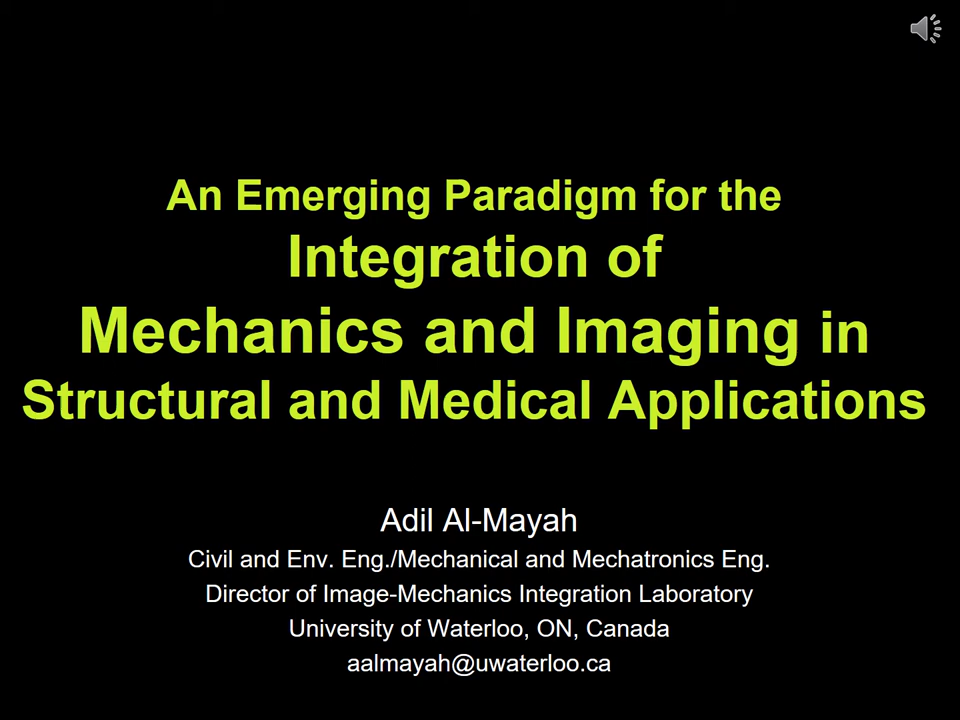 An Emerging Paradigm for the
Integration of
Mechanics and Imaging in
Structural and Medical Applications
Adil Al-Mayah
Civil and Env. Eng./Mechanical and Mechatronics Eng.
Director of Image-Mechanics Integration Laboratory
University of Waterloo, ON, Canada
aalmayah@uwaterloo.ca